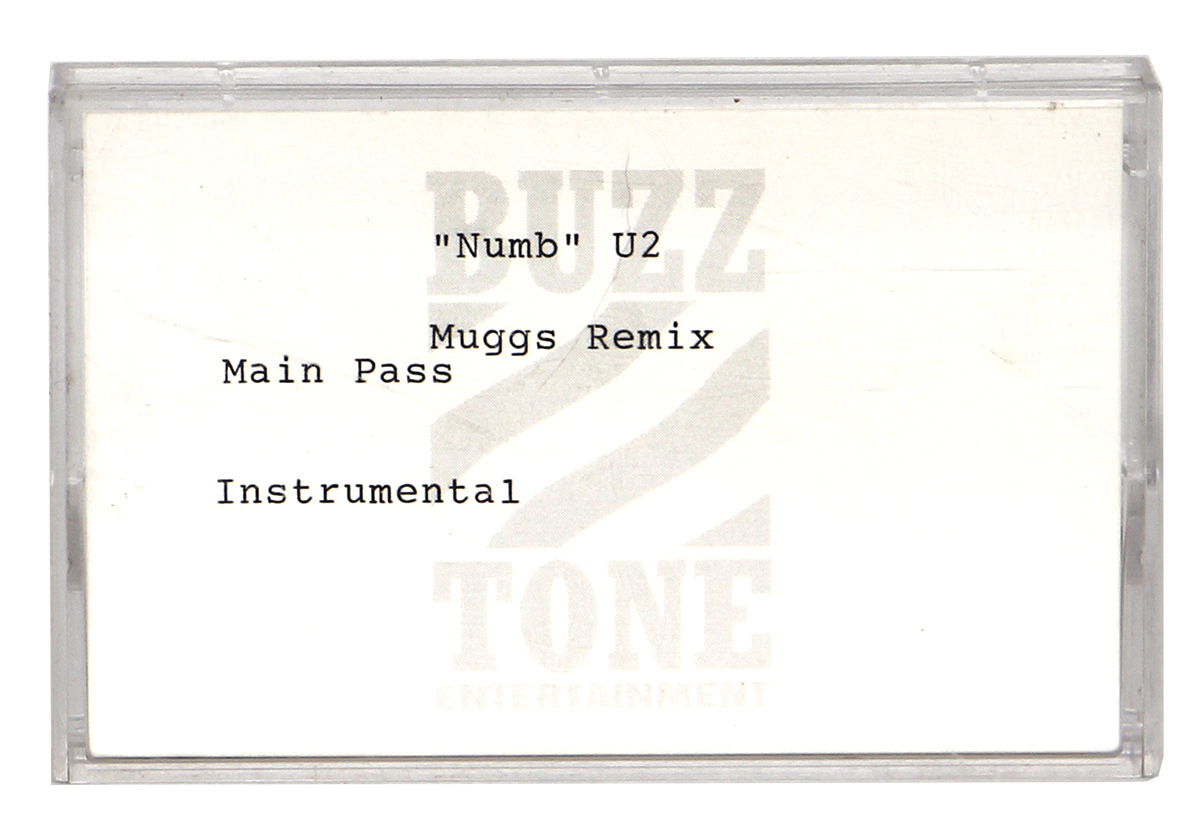 BUZZ
"Numb" U2
Muggs Remix
Main Pass
Instrumental
TONE
ENTERTAINMENT